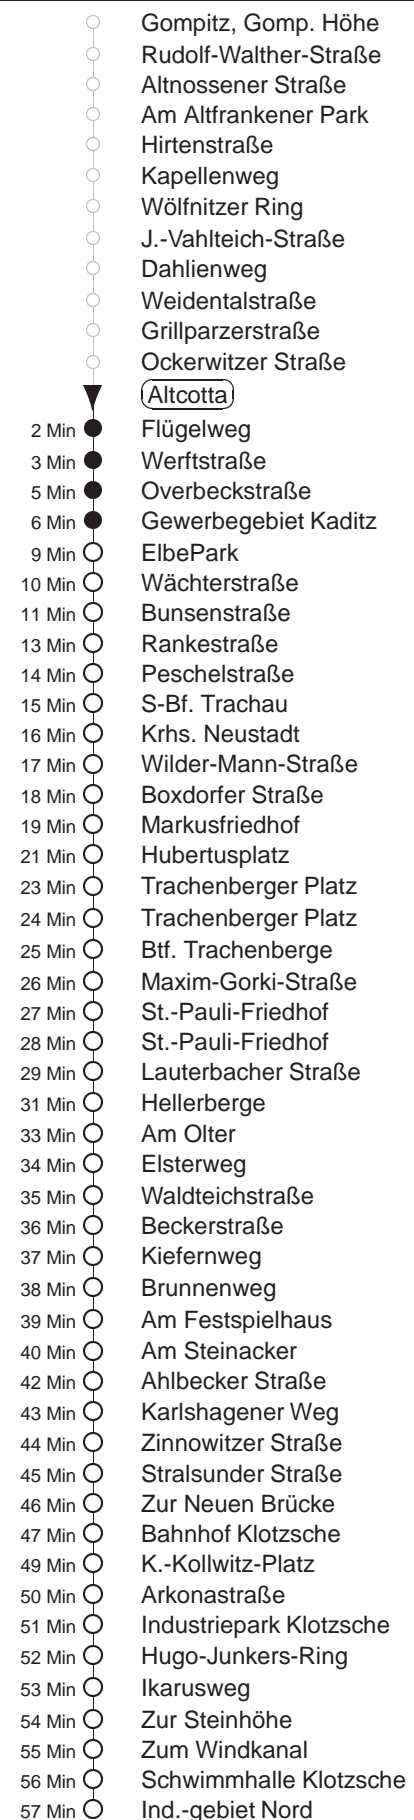 Gompitz, Gomp. Höhe
Rudolf-Walther-Straße
Altnossener Straße
Am Altfrankener Park
Hirtenstraße
Kapellenweg
Wölfnitzer Ring
J.-Vahlteich-Straße
Dahlienweg
Weidentalstraße
Grillparzerstraße
Ockerwitzer Straße
Altcotta
2 Min Flügelweg
3 Min Werftstraße
5 Min Overbeckstraße
6 Min Gewerbegebiet Kaditz
9 Min ElbePark
10 Min Wächterstraße
11 Min Bunsenstraße
13 Min Rankestraße
14 Min Peschelstraße
15 Min S-Bf. Trachau
16 Min Krhs. Neustadt
17 Min Wilder-Mann-Straße
18 Min Boxdorfer Straße
19 Min Markusfriedhof
21 Min Hubertusplatz
23 Min Trachenberger Platz
24 Min Trachenberger Platz
25 Min Btf. Trachenberge
26 Min Maxim-Gorki-Straße
27 Min St.-Pauli-Friedhof
28 Min St.-Pauli-Friedhof
29 Min Lauterbacher Straße
31 Min Hellerberge
33 Min Am Olter
34 Min Elsterweg
35 Min Waldteichstraße
36 Min Beckerstraße
37 Min Kiefernweg
38 Min Brunnenweg
39 Min Am Festspielhaus
40 Min Am Steinacker
42 Min Ahlbecker Straße
43 Min Karlshagener Weg
44 Min Zinnowitzer Straße
45 Min Stralsunder Straße
46 Min Zur Neuen Brücke
47 Min Bahnhof Klotzsche
49 Min K.-Kollwitz-Platz
50 Min Arkonastraße
51 Min Industriepark Klotzsche
52 Min Hugo-Junkers-Ring
53 Min Ikarusweg
54 Min Zur Steinhöhe
55 Min Zum Windkanal
56 Min Schwimmhalle Klotzsche
57 Min Ind.-gebiet Nord